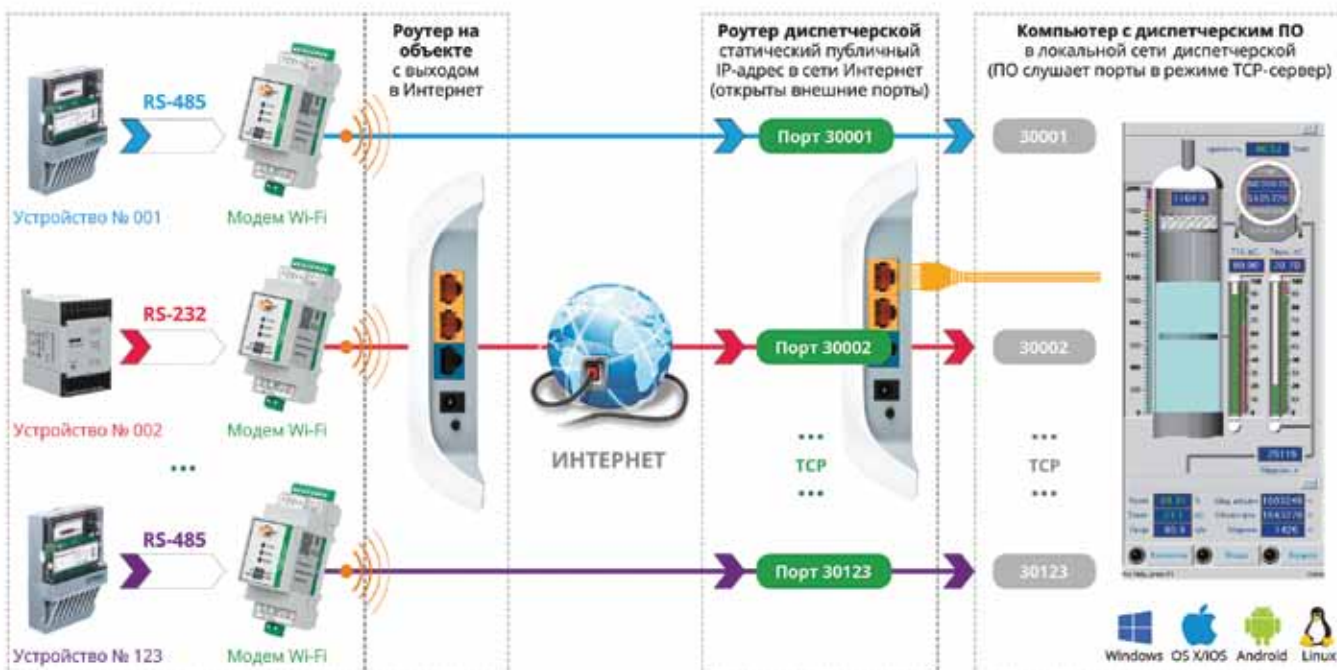 Роутер на
объекте
с выходом
в Интернет
Роутер диспетчерской
статический публичный
IP-адрес в сети Интернет
(открыты внешние порты)
Компьютер с диспетчерским ПО
в локальной сети диспетчерской
(ПО слушает порты в режиме TCP-сервер)
RS-485
Порт 30001
30001
Устройство № 001
Модем Wi-Fi
RS-232
Порт 30002
30002
Устройство № 002
Модем Wi-Fi
...
ИНТЕРНЕТ
...
TCP
...
...
TCP
...
RS-485
Порт 30123
30123
Устройство № 123
Модем Wi-Fi
Windows
OS X/IOS
Android
Linux